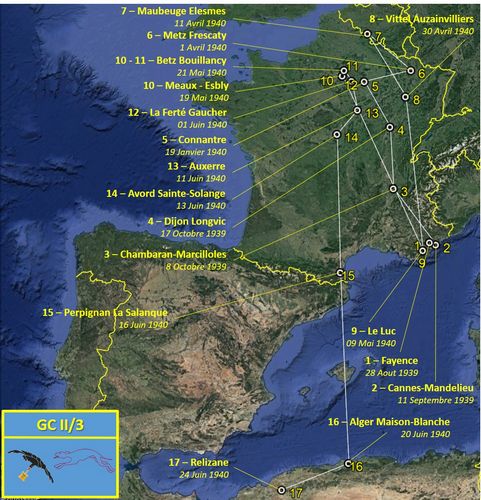 7 – Maubeuge Elesmes
11 Avril 1940
8 – Vittel Auzainvilliers
30 Avril 1940
6 – Metz Frescaty
1 Avril 1940
10 - 11 – Betz Bouillancy
21 Mai 1940
10 – Meaux - Esbly
19 Mai 1940
12 – La Ferté Gaucher
01 Juin 1940
5 – Connantre
19 Janvier 1940
13 – Auxerre
11 Juin 1940
14 – Avord Sainte-Solange
13 Juin 1940
4 – Dijon Longvic
17 Octobre 1939
3 – Chambaran-Marcilloles
8 Octobre 1939
15 – Perpignan La Salanque
16 Juin 1940
9 – Le Luc
09 Mai 1940
1 – Fayence
28 Aout 1939
2 – Cannes-Mandelieu
11 Septembre 1939
16 – Alger Maison-Blanche
20 Juin 1940
17 – Relizane
24 Juin 1940
GC II/3
7
6
11
10
12
5
8
13
4
14
3
1
2
9
15
16
17